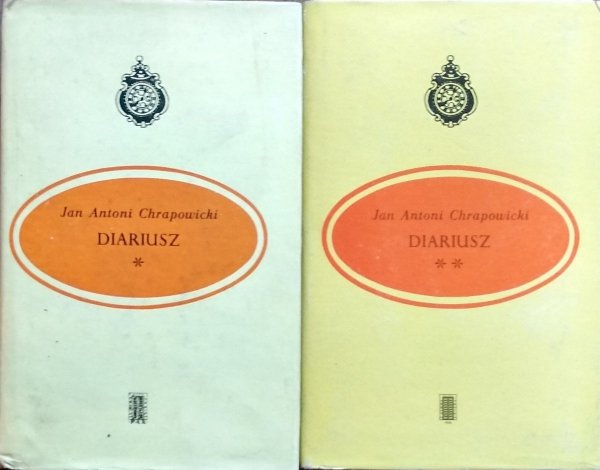 Jan Antoni Chrapowicki
DIARIUSZ
*
Jan Antoni Chrapowicki
DIARIUSZ
* *